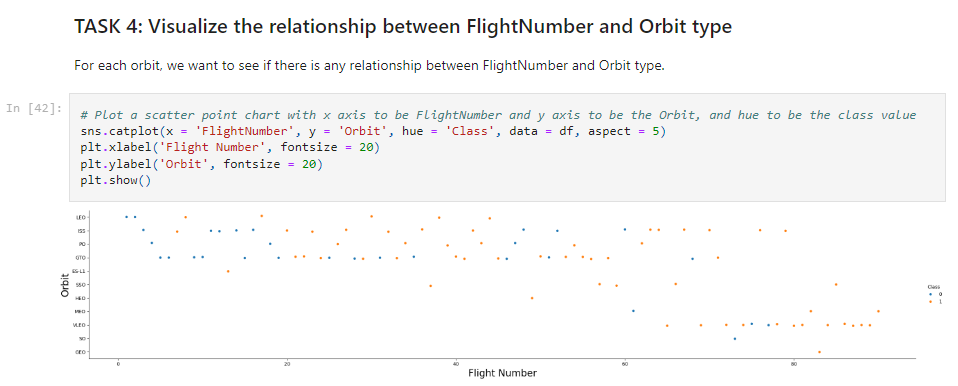 TASK 4: Visualize the relationship between FlightNumber and Orbit type
For each orbit, we want to see if there is any relationship between FlightNumber and Orbit type.
In [42]:
# Plot a scatter point chart with x axis to be FlightNumber and y axis to be the Orbit, and hue to be the class value
sns.catplot(x = 'FlightNumber', y = 'Orbit', hue = 'Class', data = df, aspect = 5)
plt.xlabel('Flight Number', fontsize = 20)
plt.ylabel('Orbit', fontsize = 20)
plt.show()
LEO
ISS
PO
GTO
ES-L1
SSO
HEO
MEO
VLEO
SO
GEO
Orbit
0 20 40 60 80
Flight Number
Class
0
1